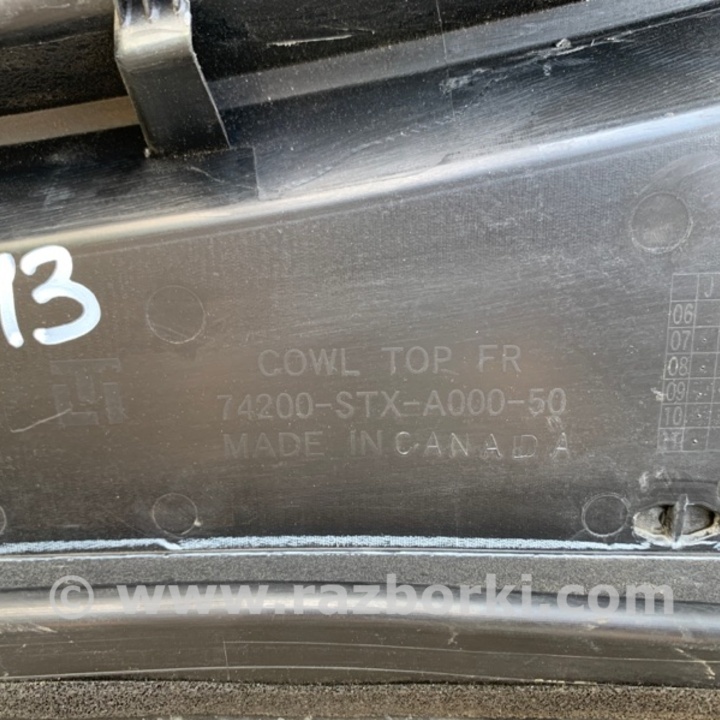 13
J
06
07
08
09
10
11
COWL TOP FR
74200-STX-A000-50
MADE IN CANADA
© www.razborki.com